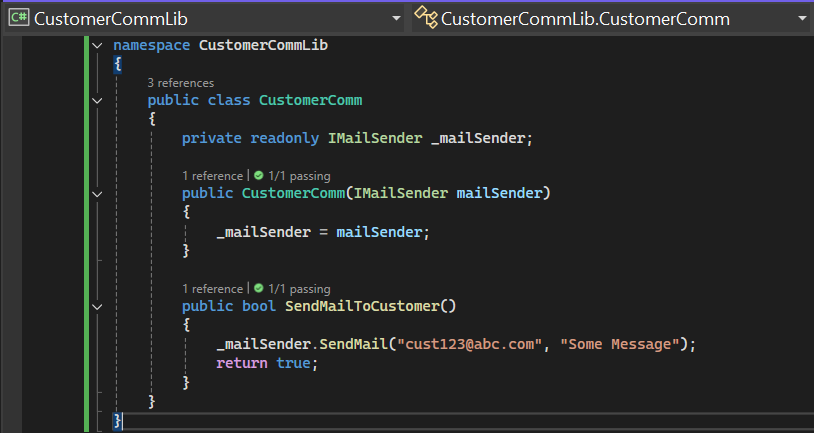 C# CustomerCommLib CustomerCommLib.CustomerComm
namespace CustomerCommLib
{
3 references
public class CustomerComm
{
private readonly IMailSender _mailSender;
1 reference | 1/1 passing
public CustomerComm(IMailSender mailSender)
{
_mailSender = mailSender;
}
1 reference | 1/1 passing
public bool SendMailToCustomer()
{
_mailSender.SendMail("cust123@abc.com", "Some Message");
return true;
}
}
}